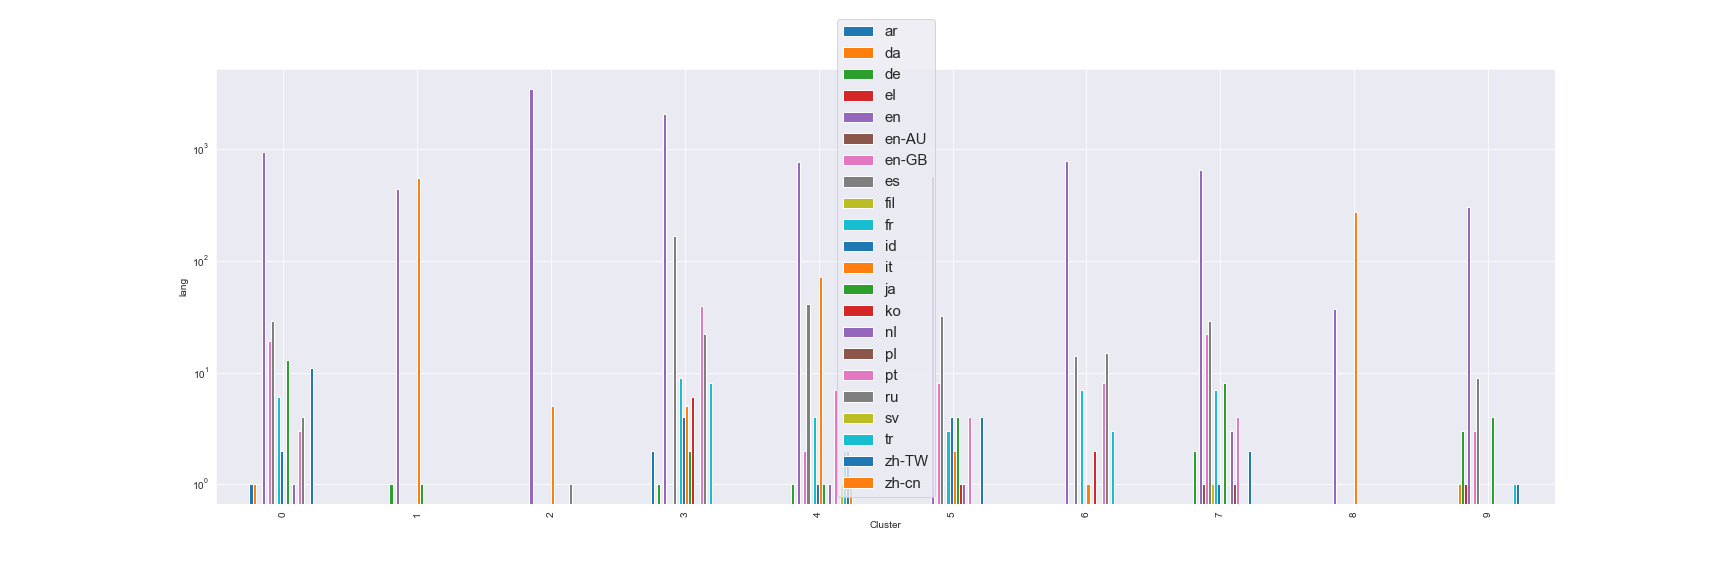 ar
da
de
el
en
en-AU
en-GB
es
fil
fr
id
it
ja
ko
nl
pl
pt
ru
sv
tr
zh-TW
zh-cn
10³
10²
10¹
10⁰
lang
0 1 2 3 4 5 6 7 8 9
Cluster